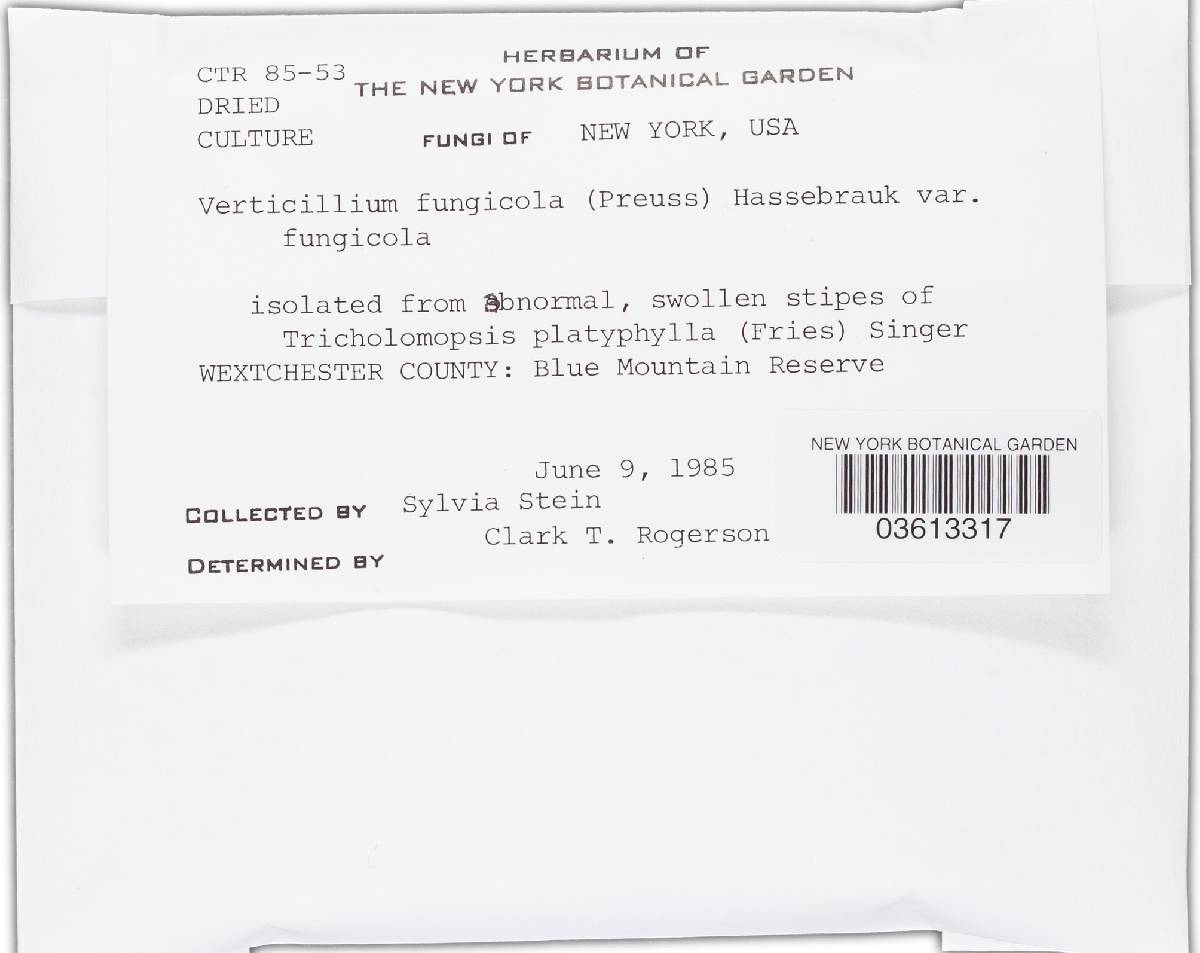 CTR 85-53
DRIED
CULTURE
HERBARIUM OF
THE NEW YORK BOTANICAL GARDEN
FUNGI OF NEW YORK, USA
Verticillium fungicola (Preuss) Hassebrauk var.
fungicola
isolated from abnormal, swollen stipes of
Tricholomopsis platyphylla (Fries) Singer
WEXTCHESTER COUNTY: Blue Mountain Reserve
June 9, 1985
COLLECTED BY Sylvia Stein
Clark T. Rogerson
DETERMINED BY
NEW YORK BOTANICAL GARDEN
03613317